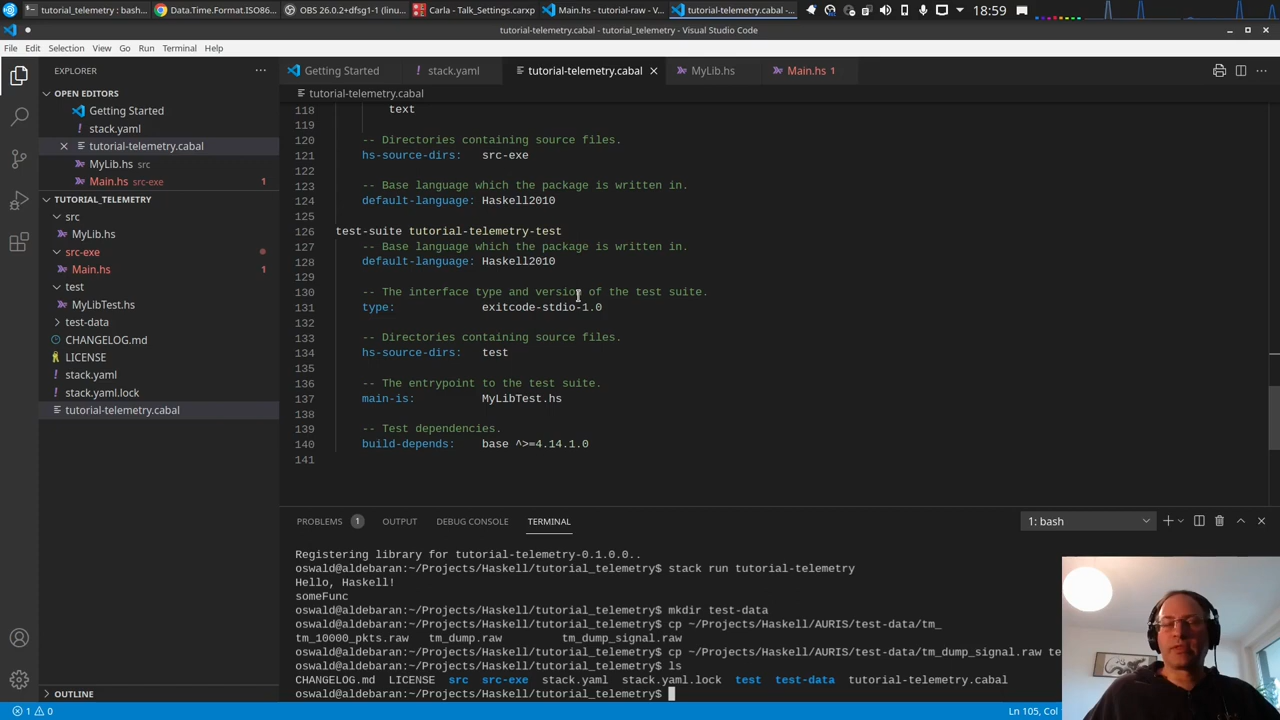 tutorial_telemetry : bash...
Data.Time.Format.ISO86...
OBS 26.0.2+dfsg1-1 (linu...
Carla - Talk_Settings.carxp
Main.hs - tutorial-raw - V...
tutorial-telemetry.cabal -...
18:59
tutorial-telemetry.cabal - tutorial_telemetry - Visual Studio Code
File Edit Selection View Go Run Terminal Help
EXPLORER
Getting Started
stack.yaml
tutorial-telemetry.cabal
MyLib.hs
Main.hs 1
OPEN EDITORS
Getting Started
stack.yaml
tutorial-telemetry.cabal
MyLib.hs src
Main.hs src-exe 1
TUTORIAL_TELEMETRY
src
MyLib.hs
src-exe
Main.hs 1
test
MyLibTest.hs
test-data
CHANGELOG.md
LICENSE
stack.yaml
stack.yaml.lock
tutorial-telemetry.cabal
OUTLINE
tutorial-telemetry.cabal
118 text
119
120 -- Directories containing source files.
121 hs-source-dirs: src-exe
122
123 -- Base language which the package is written in.
124 default-language: Haskell2010
125
126 test-suite tutorial-telemetry-test
127 -- Base language which the package is written in.
128 default-language: Haskell2010
129
130 -- The interface type and version of the test suite.
131 type: exitcode-stdio-1.0
132
133 -- Directories containing source files.
134 hs-source-dirs: test
135
136 -- The entrypoint to the test suite.
137 main-is: MyLibTest.hs
138
139 -- Test dependencies.
140 build-depends: base ^>=4.14.1.0
141
PROBLEMS 1 OUTPUT DEBUG CONSOLE TERMINAL
1: bash
Registering library for tutorial-telemetry-0.1.0.0..
oswald@aldebaran:~/Projects/Haskell/tutorial_telemetry$ stack run tutorial-telemetry
Hello, Haskell!
someFunc
oswald@aldebaran:~/Projects/Haskell/tutorial_telemetry$ mkdir test-data
oswald@aldebaran:~/Projects/Haskell/tutorial_telemetry$ cp ~/Projects/Haskell/AURIS/test-data/tm_
tm_10000_pkts.raw tm_dump.raw tm_dump_signal.raw
oswald@aldebaran:~/Projects/Haskell/tutorial_telemetry$ cp ~/Projects/Haskell/AURIS/test-data/tm_dump_signal.raw te
oswald@aldebaran:~/Projects/Haskell/tutorial_telemetry$ ls
CHANGELOG.md LICENSE src src-exe stack.yaml stack.yaml.lock test test-data tutorial-telemetry.cabal
oswald@aldebaran:~/Projects/Haskell/tutorial_telemetry$
1 0
Ln 105, Col